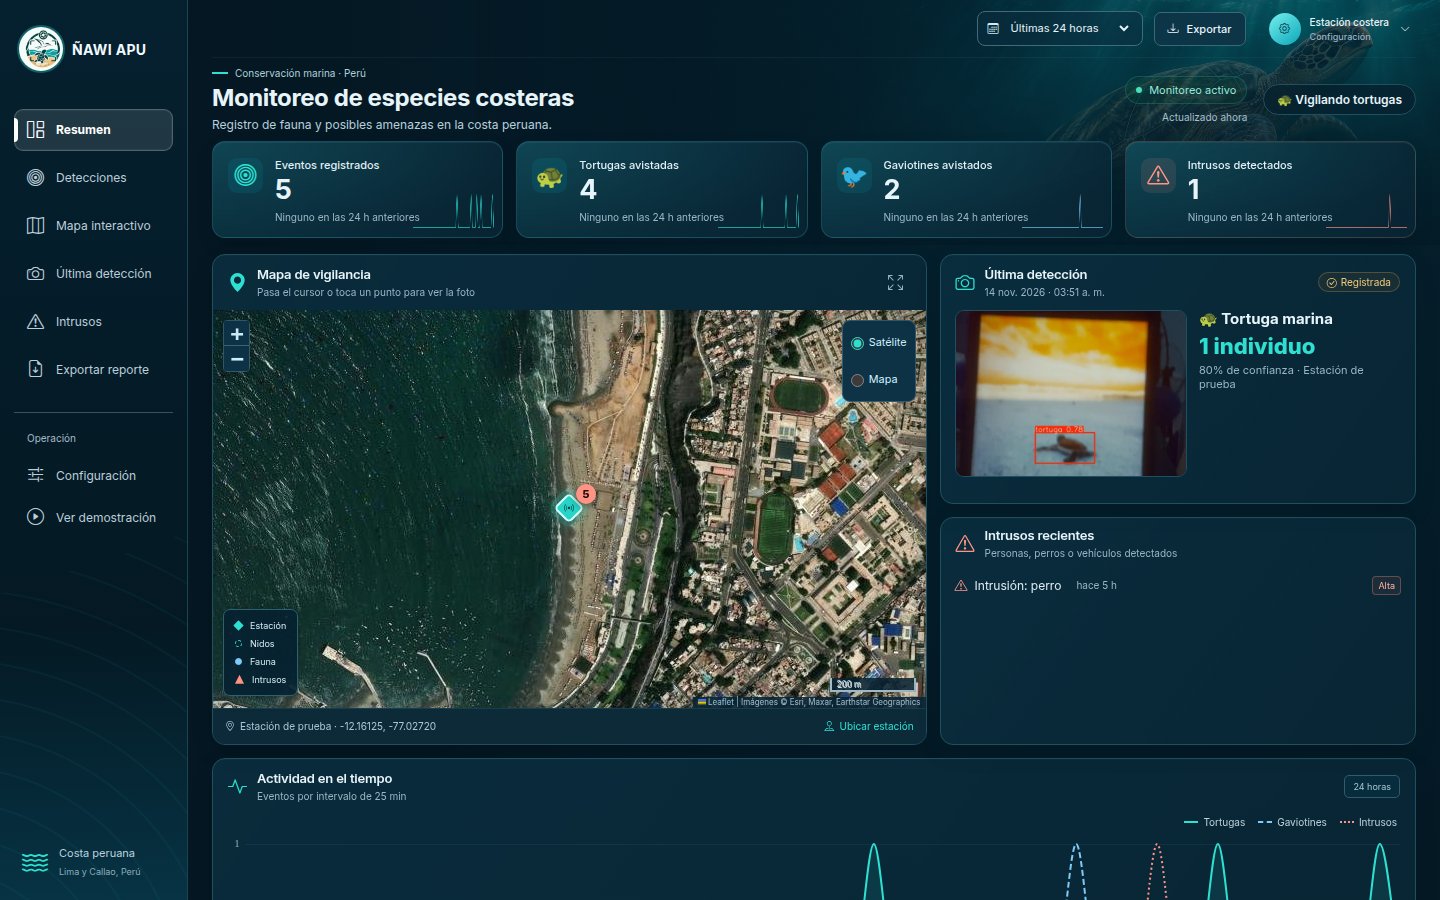 ÑAWI APU
Resumen
Detecciones
Mapa interactivo
Última detección
Intrusos
Exportar reporte
Operación
Configuración
Ver demostración
Costa peruana
Lima y Callao, Perú
Últimas 24 horas
Exportar
Estación costera
Configuración
Conservación marina · Perú
Monitoreo de especies costeras
Registro de fauna y posibles amenazas en la costa peruana.
Monitoreo activo
Actualizado ahora
Vigilando tortugas
Eventos registrados
5
Ninguno en las 24 h anteriores
Tortugas avistadas
4
Ninguno en las 24 h anteriores
Gaviotines avistados
2
Ninguno en las 24 h anteriores
Intrusos detectados
1
Ninguno en las 24 h anteriores
Mapa de vigilancia
Pasa el cursor o toca un punto para ver la foto
+
−
Satélite
Mapa
5
Estación
Nidos
Fauna
Intrusos
200 m
Leaflet | Imágenes © Esri, Maxar, Earthstar Geographics
Estación de prueba · -12.16125, -77.02720
Ubicar estación
Última detección
14 nov. 2026 · 03:51 a. m.
Registrada
tortuga 0.78
Tortuga marina
1 individuo
80% de confianza · Estación de
prueba
Intrusos recientes
Personas, perros o vehículos detectados
Intrusión: perro hace 5 h
Alta
Actividad en el tiempo
Eventos por intervalo de 25 min
24 horas
Tortugas Gaviotines Intrusos
1